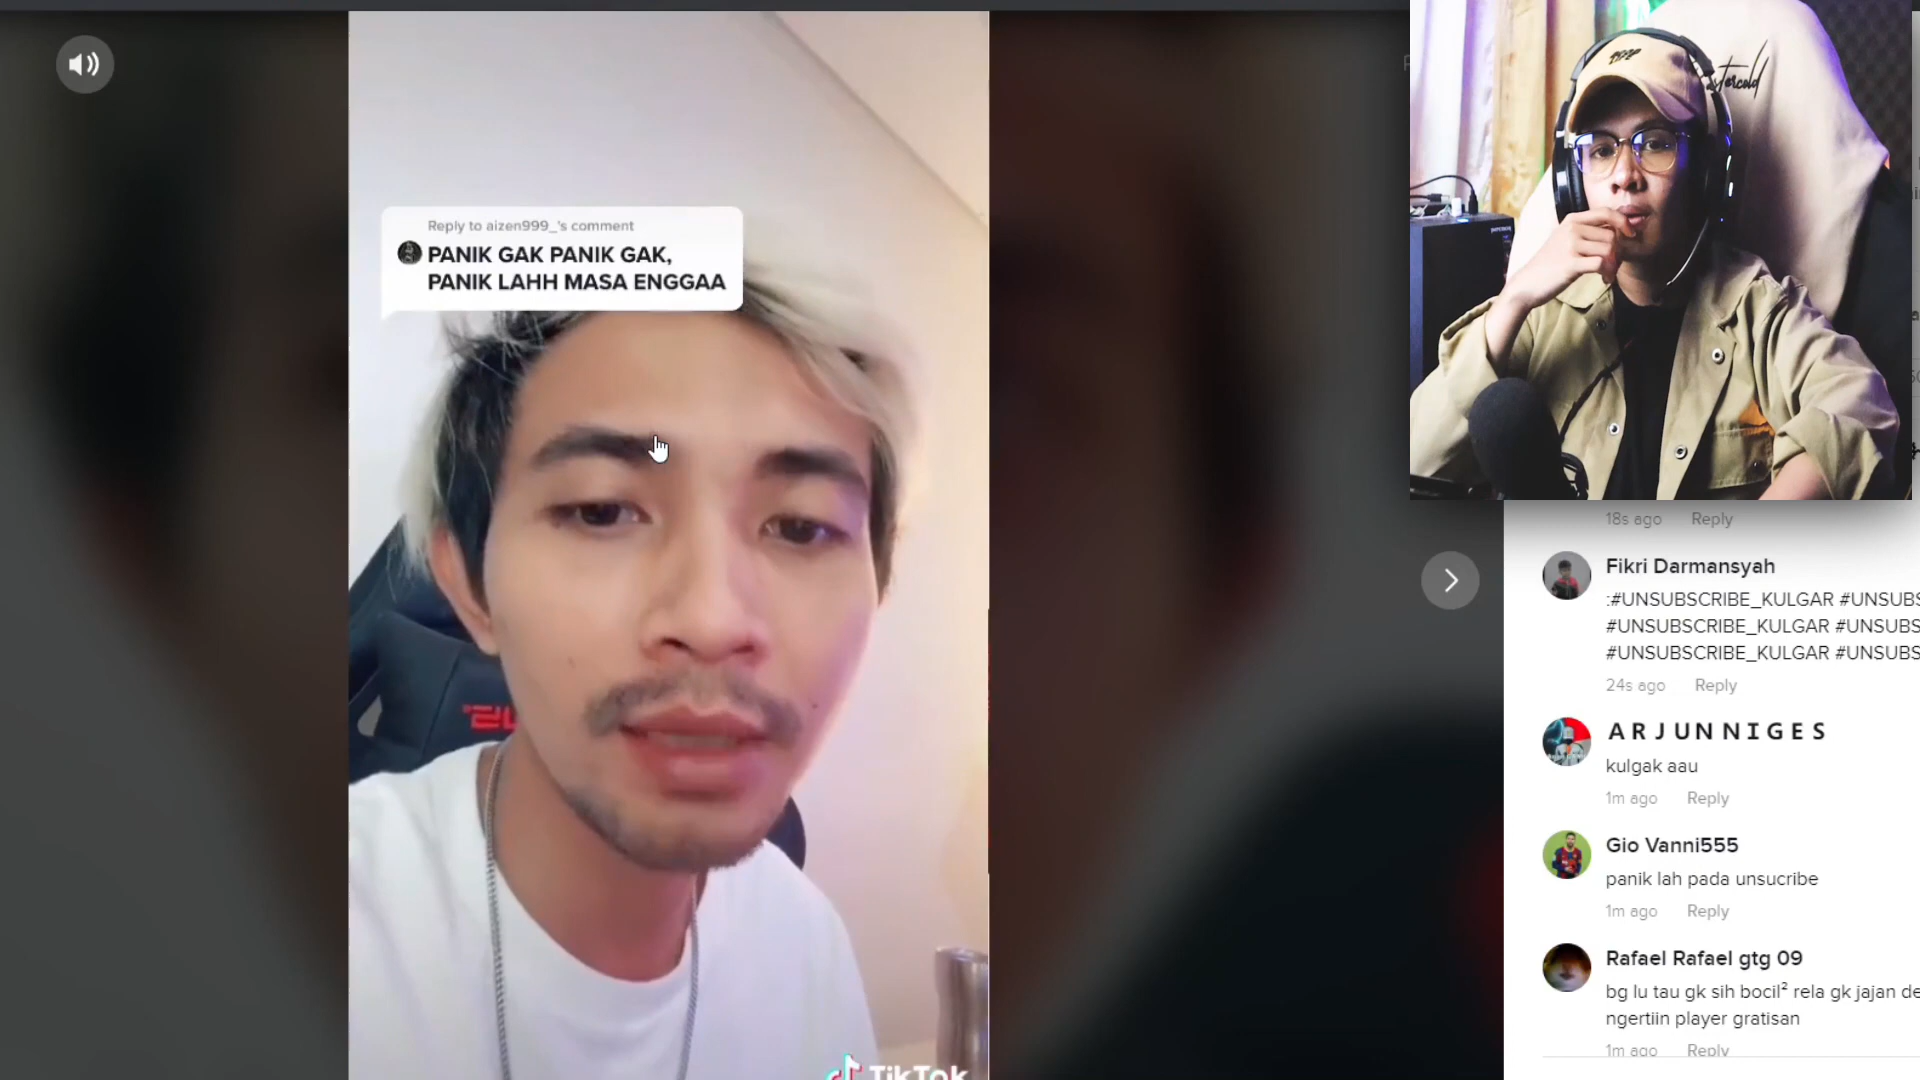 Reply to aizen999_'s comment
PANIK GAK PANIK GAK,
PANIK LAHH MASA ENGGAA
TikTok
18s ago Reply
Fikri Darmansyah
:#UNSUBSCRIBE_KULGAR #UNSUBS
#UNSUBSCRIBE_KULGAR #UNSUBS
#UNSUBSCRIBE_KULGAR #UNSUBS
24s ago Reply
A R J U N N I G E S
kulgak aau
1m ago Reply
Gio Vanni555
panik lah pada unsucribe
1m ago Reply
Rafael Rafael gtg 09
bg lu tau gk sih bocil² rela gk jajan de
ngertiin player gratisan
1m ago Reply